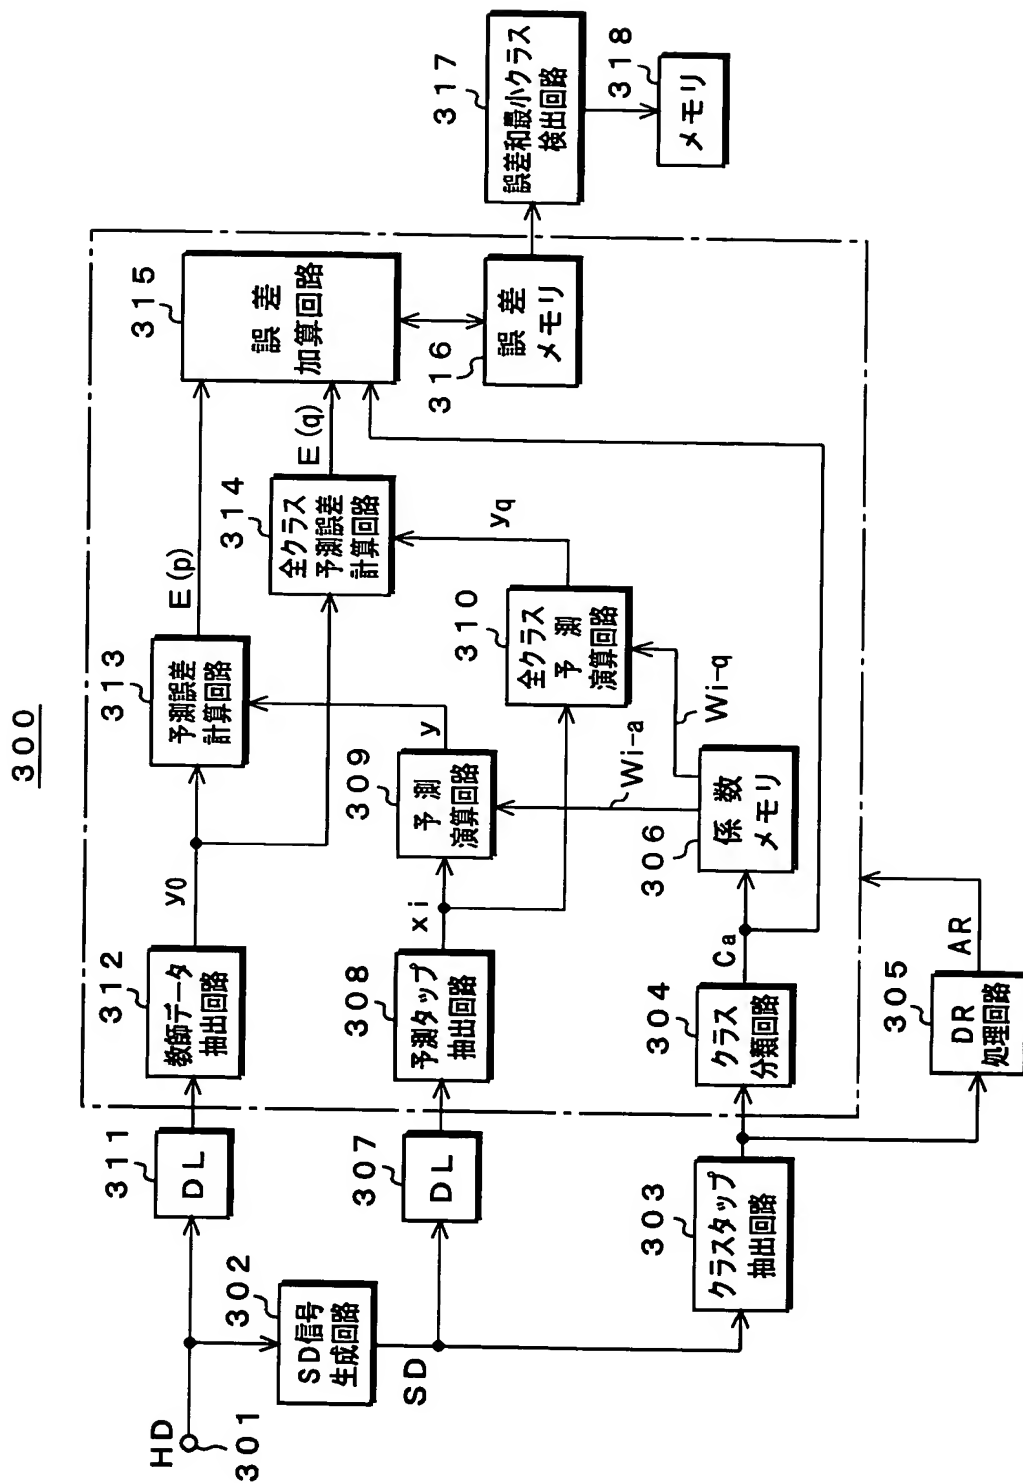 300
HD
301
302
SD信号
生成回路
SD
311
DL
307
DL
303
クラスタップ
抽出回路
312
教師データ
抽出回路
y0
308
予測タップ
抽出回路
xi
304
クラス
分類回路
Ca
305
DR
処理回路
AR
313
予測誤差
計算回路
E(p)
309
予測
演算回路
y
306
係数
メモリ
Wi-a
Wi-q
310
全クラス
予測
演算回路
yq
314
全クラス
予測誤差
計算回路
E(q)
315
誤差
加算回路
316
誤差
メモリ
317
誤差和最小クラス
検出回路
318
メモリ